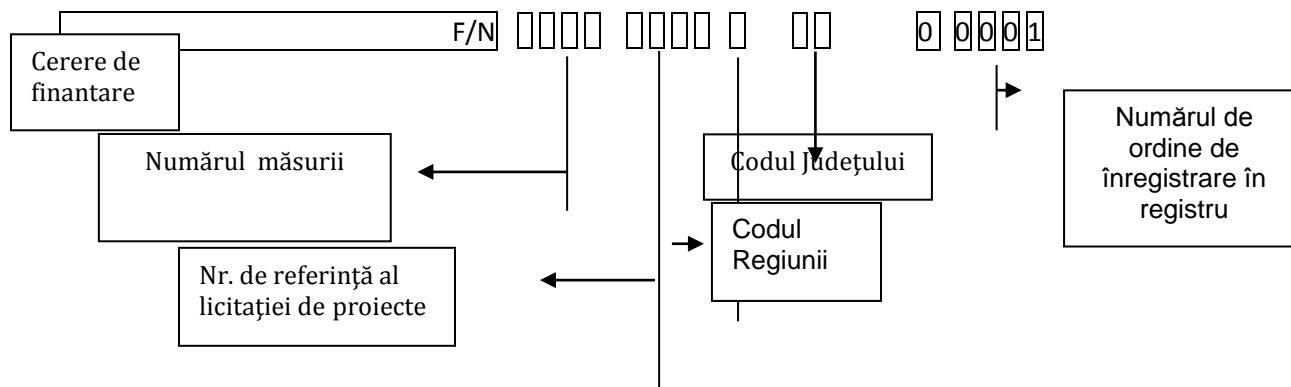 F/N 0 0001
Cerere de
finantare
Numărul măsurii
Codul Județului
Numărul de
ordine de
înregistrare în
registru
Codul
Regiunii
Nr. de referință al
licitației de proiecte